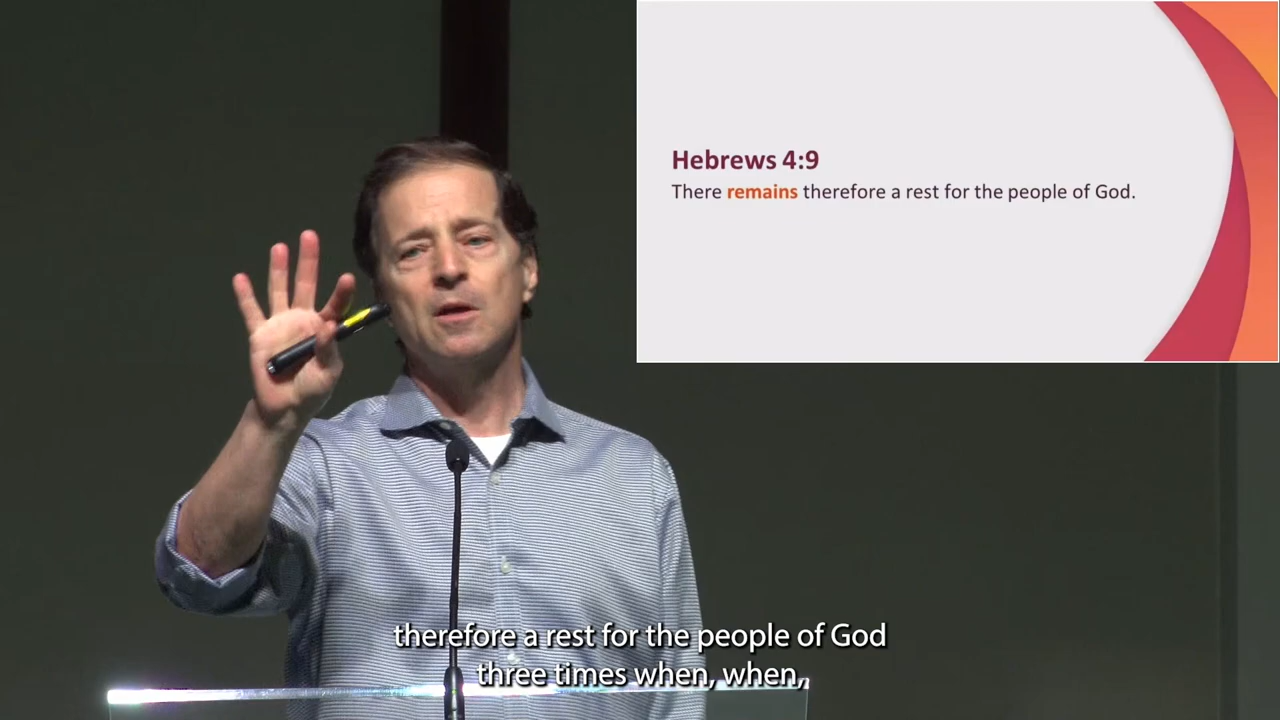 Hebrews 4:9
There remains therefore a rest for the people of God.
therefore a rest for the people of God
three times when, when,